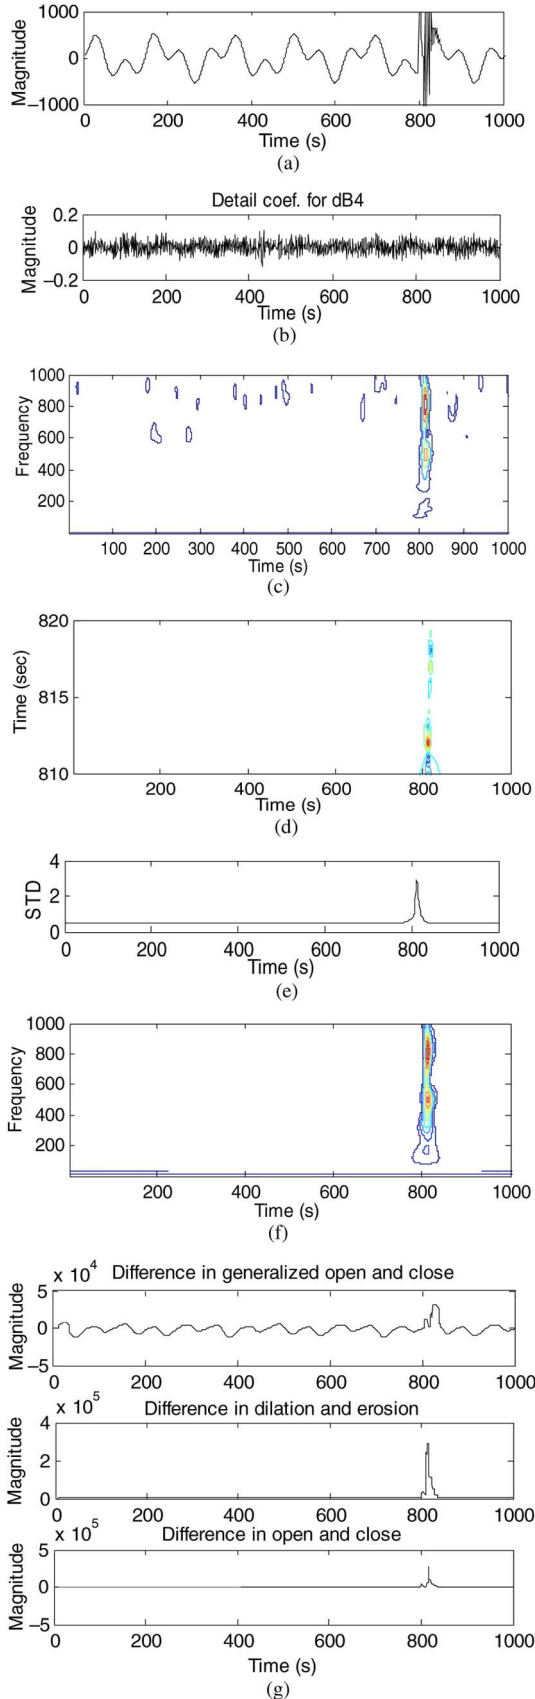 1000
0
−1000
Magnitude
0 200 400 600 800 1000
Time (s)
(a)
Detail coef. for dB4
0.2
0
−0.2
Magnitude
0 200 400 600 800 1000
Time (s)
(b)
1000
800
600
400
200
Frequency
100 200 300 400 500 600 700 800 900 1000
Time (s)
(c)
820
815
810
Time (sec)
200 400 600 800 1000
Time (s)
(d)
4
2
0
STD
0 200 400 600 800 1000
Time (s)
(e)
1000
800
600
400
200
Frequency
200 400 600 800 1000
Time (s)
(f)
x 10^4 Difference in generalized open and close
5
0
−5
Magnitude
0 200 400 600 800 1000
x 10^5 Difference in dilation and erosion
4
2
0
Magnitude
0 200 400 600 800 1000
x 10^5 Difference in open and close
5
0
−5
Magnitude
0 200 400 600 800 1000
Time (s)
(g)